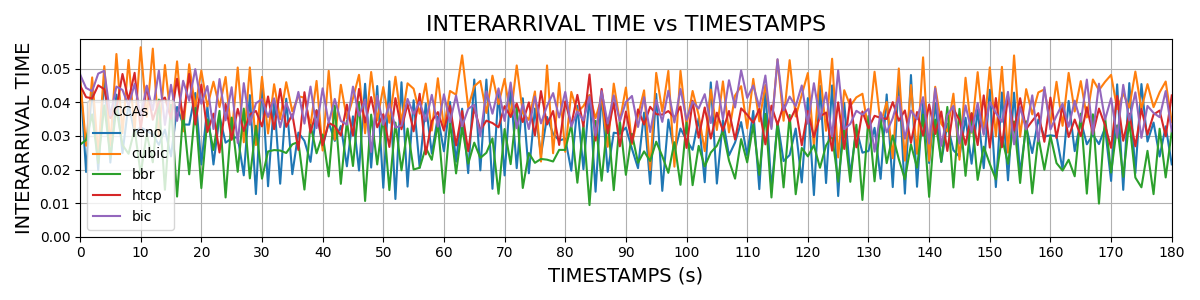 INTERARRIVAL TIME vs TIMESTAMPS
INTERARRIVAL TIME
0.05
0.04
0.03
0.02
0.01
0.00
CCAs
reno
cubic
bbr
htcp
bic
0 10 20 30 40 50 60 70 80 90 100 110 120 130 140 150 160 170 180
TIMESTAMPS (s)